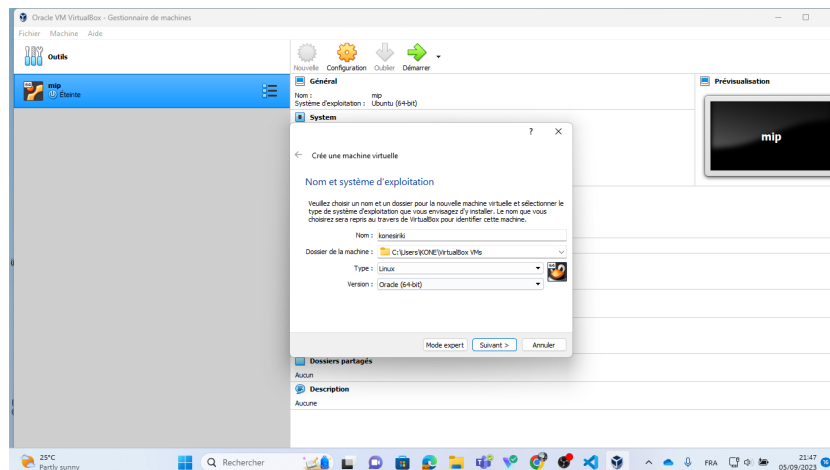 Oracle VM VirtualBox - Gestionnaire de machines
Fichier Machine Aide
Outils
Nouvelle Configuration Oublier Démarrer
mip
Éteinte
Général
Nom : mip
Système d'exploitation : Ubuntu (64-bit)
System
Prévisualisation
mip
Crée une machine virtuelle
Nom et système d'exploitation
Veuillez choisir un nom et un dossier pour la nouvelle machine virtuelle et sélectionner le
type de système d'exploitation que vous envisagez d'y installer. Le nom que vous
choisirez sera repris au travers de VirtualBox pour identifier cette machine.
Nom : konesiriki
Dossier de la machine : C:\Users\KONE\VirtualBox VMs
Type : Linux
64
Version : Oracle (64-bit)
Mode expert Suivant > Annuler
Dossiers partagés
Aucun
Description
Aucune
25°C
Partly sunny
Rechercher
FRA
21:47
05/09/2023